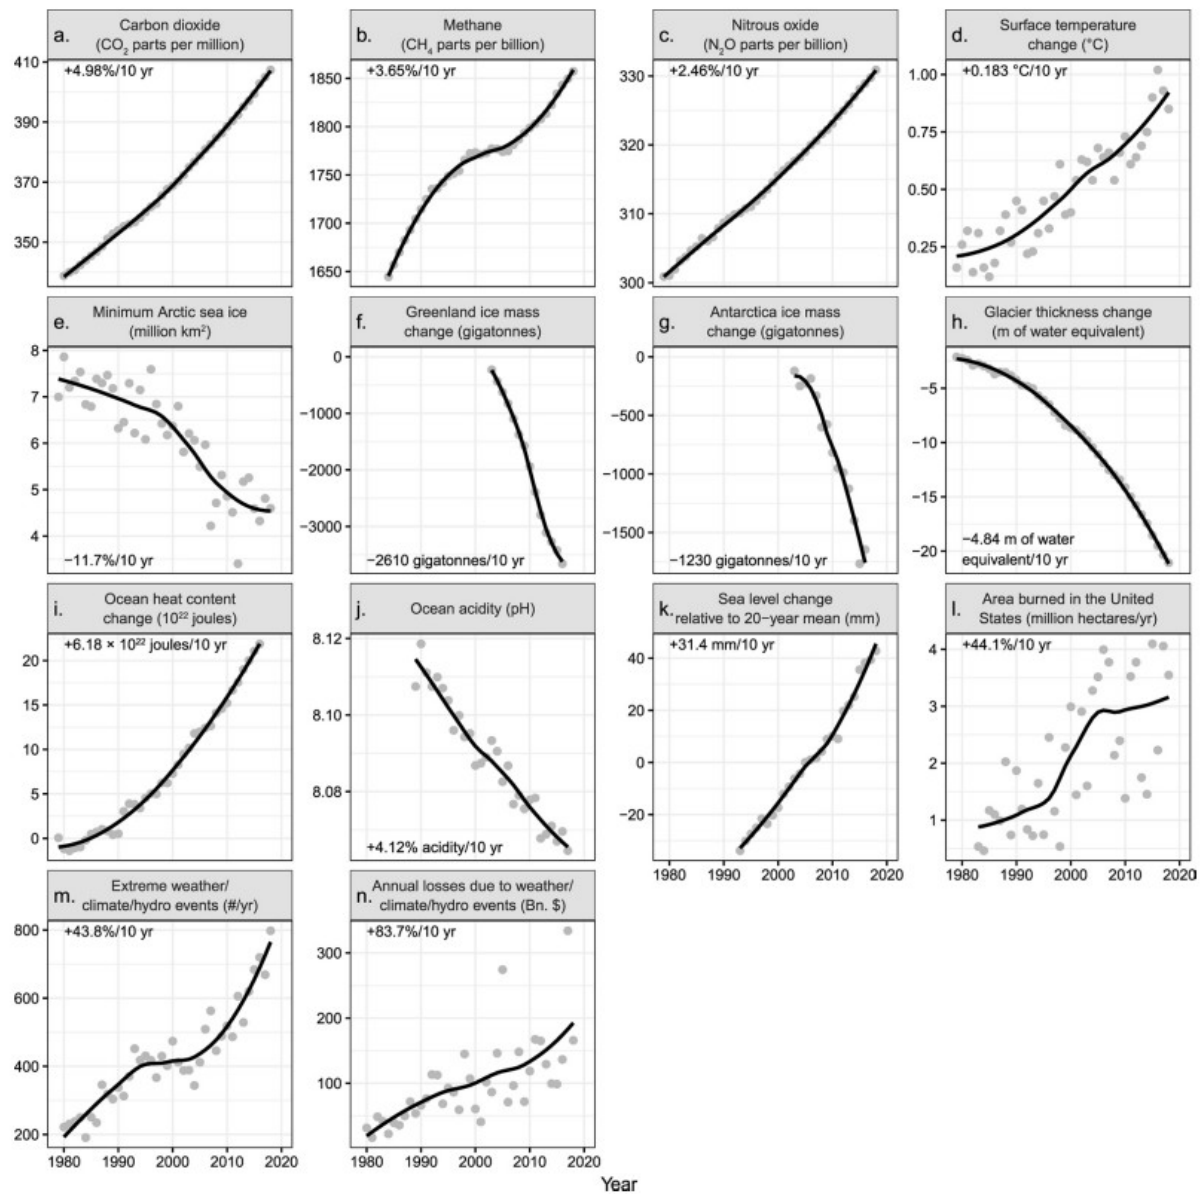 a. Carbon dioxide
(CO2 parts per million)
+4.98%/10 yr
410
390
370
350
b. Methane
(CH4 parts per billion)
+3.65%/10 yr
1850
1800
1750
1700
1650
c. Nitrous oxide
(N2O parts per billion)
+2.46%/10 yr
330
320
310
300
d. Surface temperature
change (°C)
+0.183 °C/10 yr
1.00
0.75
0.50
0.25
e. Minimum Arctic sea ice
(million km²)
8
7
6
5
4
−11.7%/10 yr
f. Greenland ice mass
change (gigatonnes)
0
−1000
−2000
−3000
−2610 gigatonnes/10 yr
g. Antarctica ice mass
change (gigatonnes)
0
−500
−1000
−1500
−1230 gigatonnes/10 yr
h. Glacier thickness change
(m of water equivalent)
−5
−10
−15
−20
−4.84 m of water
equivalent/10 yr
i. Ocean heat content
change (10²² joules)
+6.18 × 10²² joules/10 yr
20
15
10
5
0
j. Ocean acidity (pH)
8.12
8.10
8.08
+4.12% acidity/10 yr
k. Sea level change
relative to 20−year mean (mm)
+31.4 mm/10 yr
40
20
0
−20
1980 1990 2000 2010 2020
l. Area burned in the United
States (million hectares/yr)
+44.1%/10 yr
4
3
2
1
1980 1990 2000 2010 2020
m. Extreme weather/
climate/hydro events (#/yr)
+43.8%/10 yr
800
600
400
200
1980 1990 2000 2010 2020
n. Annual losses due to weather/
climate/hydro events (Bn. $)
+83.7%/10 yr
300
200
100
1980 1990 2000 2010 2020
Year